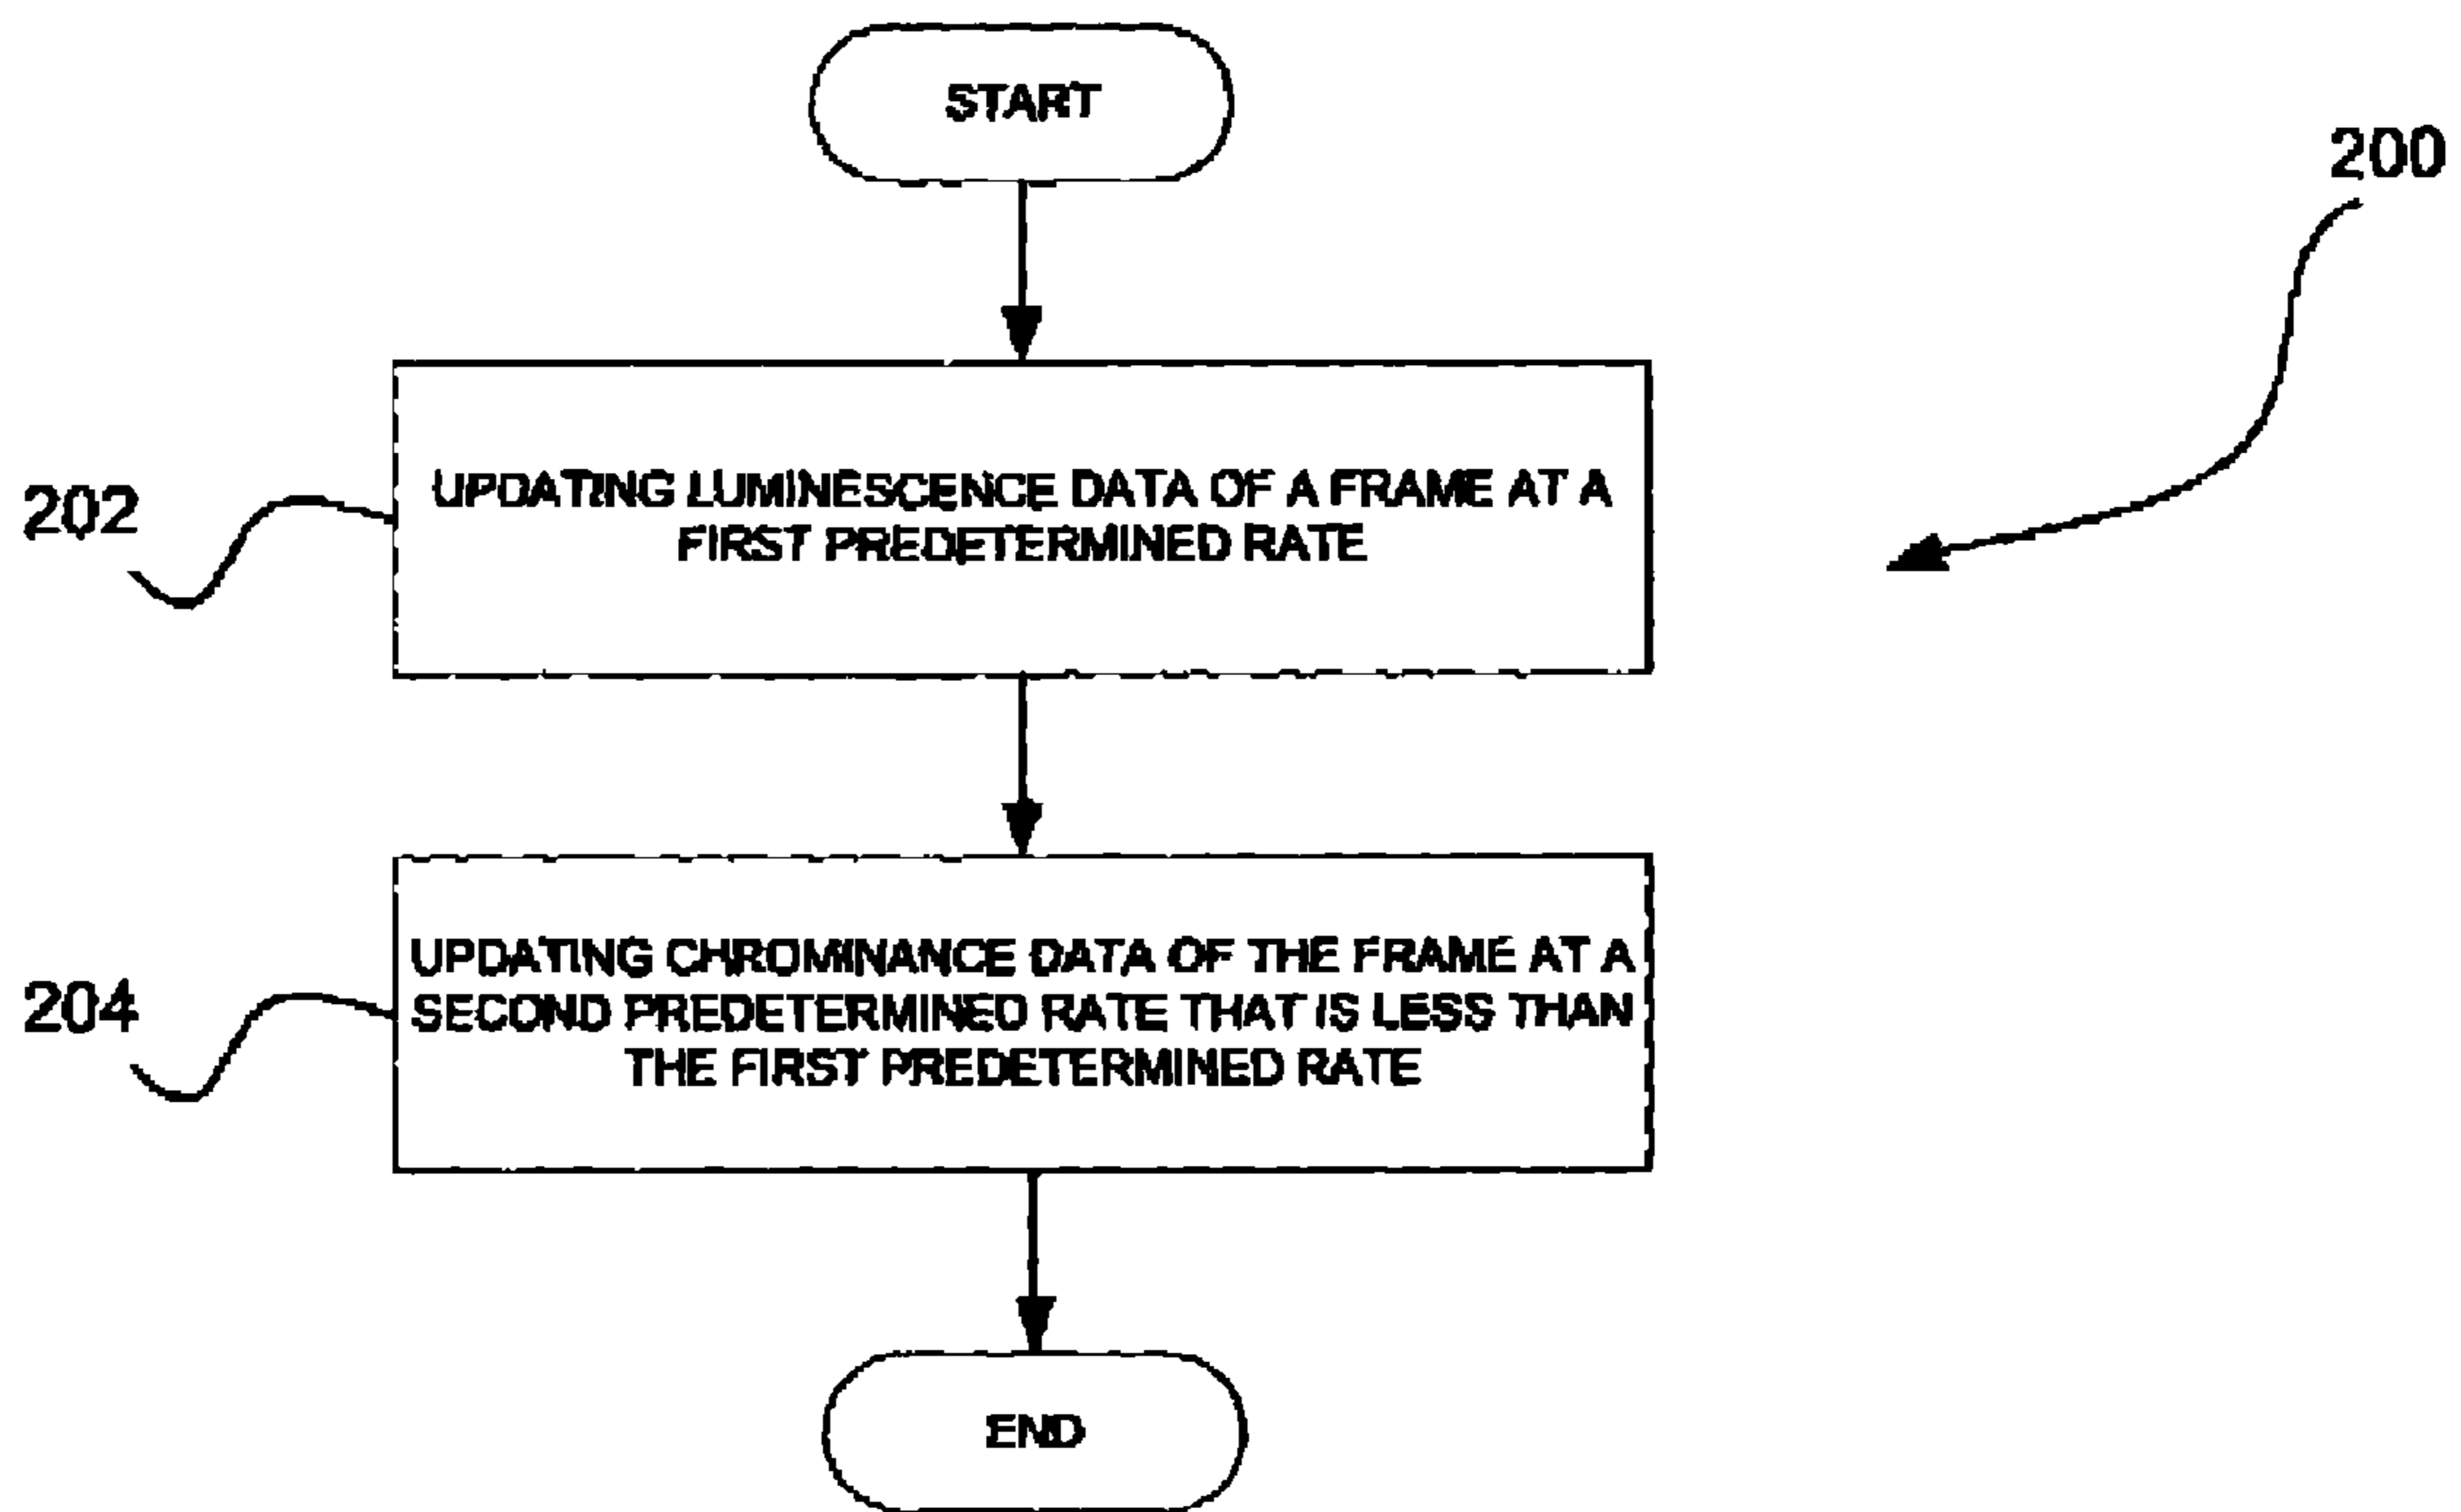 START
200
202
UPDATING LUMINESCENCE DATA OF A FRAME AT A
FIRST PREDETERMINED RATE
204
UPDATING CHROMINANCE DATA OF THE FRAME AT A
SECOND PREDETERMINED RATE THAT IS LESS THAN
THE FIRST PREDETERMINED RATE
END